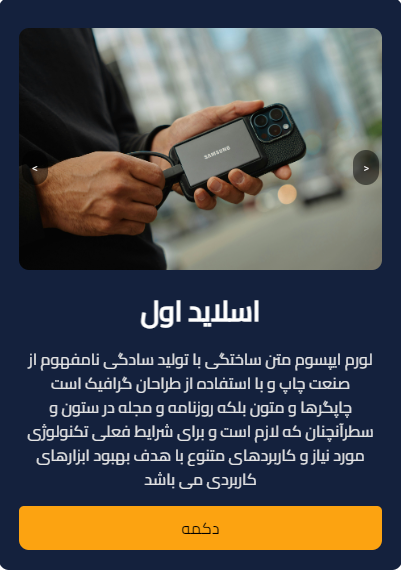 SAMSUNG
<
>
اسلاید اول
لورم ایپسوم متن ساختگی با تولید سادگی نامفهوم از
صنعت چاپ و با استفاده از طراحان گرافیک است
چاپگرها و متون بلکه روزنامه و مجله در ستون و
سطرآنچنان که لازم است و برای شرایط فعلی تکنولوژی
مورد نیاز و کاربردهای متنوع با هدف بهبود ابزارهای
کاربردی می باشد
دکمه